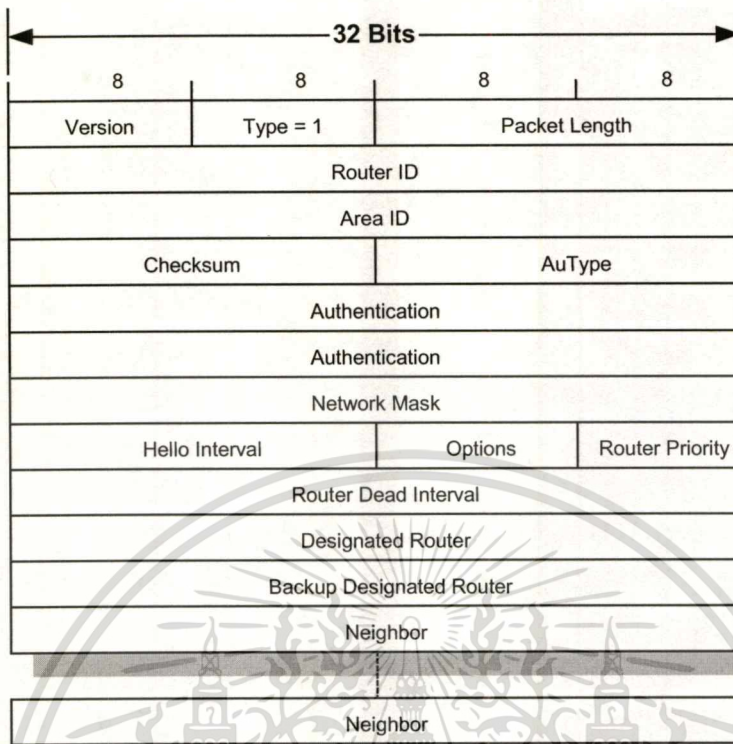 32 Bits
8 8 8 8
Version Type = 1 Packet Length
Router ID
Area ID
Checksum AuType
Authentication
Authentication
Network Mask
Hello Interval Options Router Priority
Router Dead Interval
Designated Router
Backup Designated Router
Neighbor
Neighbor